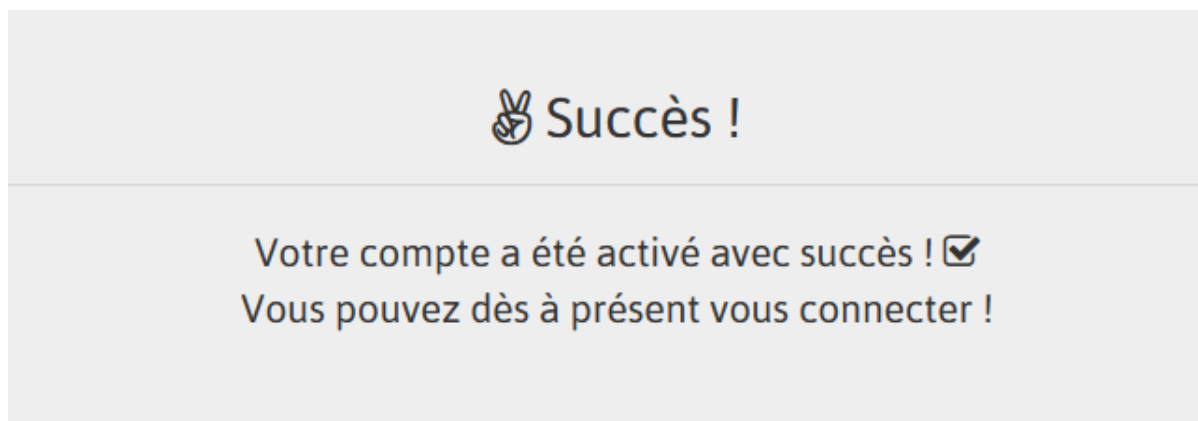 Succès !
Votre compte a été activé avec succès !
Vous pouvez dès à présent vous connecter !